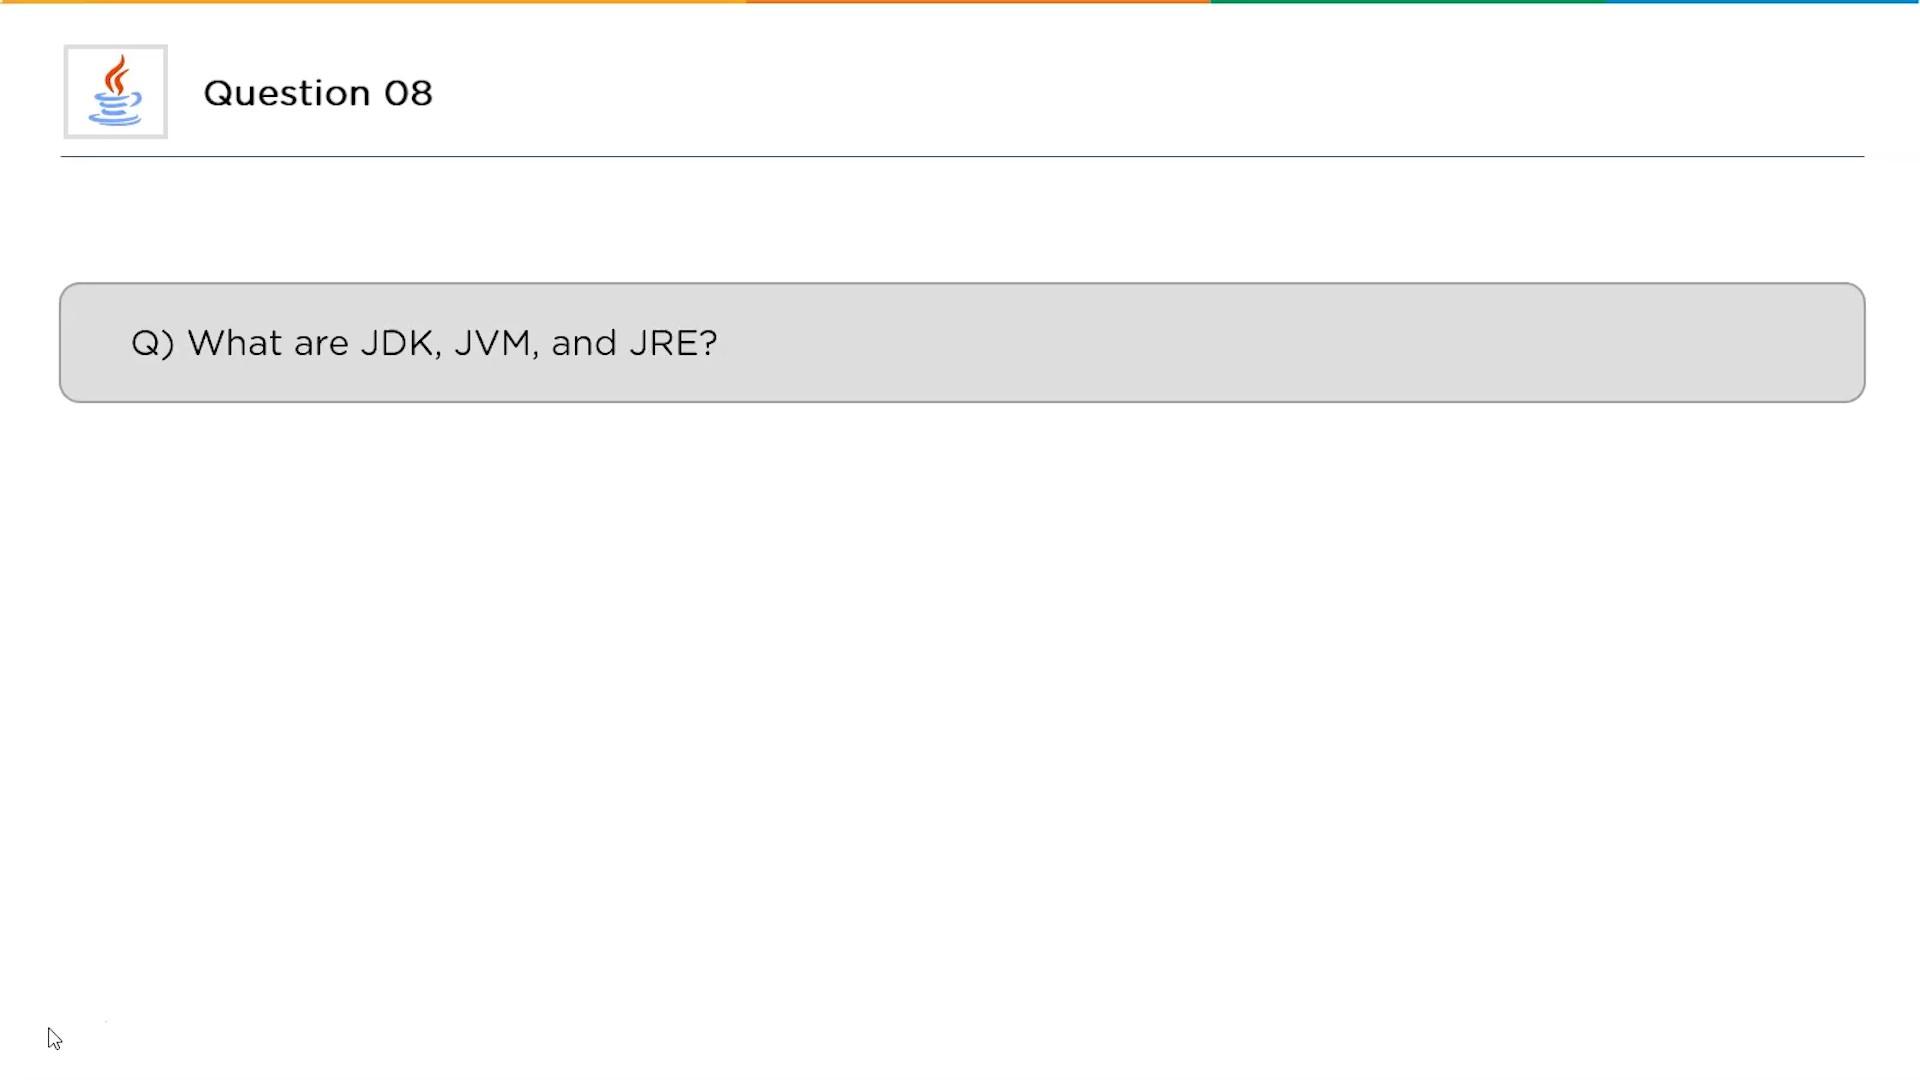 Question 08
Q) What are JDK, JVM, and JRE?